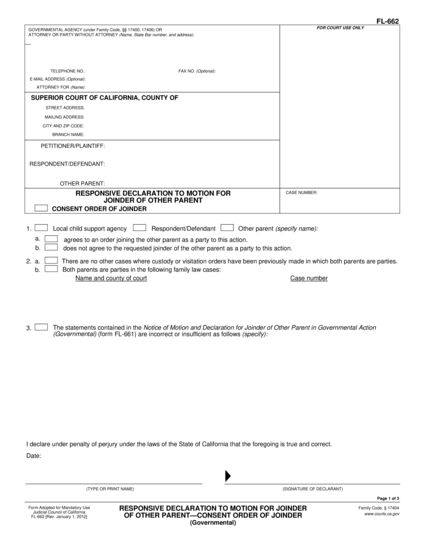 FL-662
GOVERNMENTAL AGENCY (under Family Code, §§ 17400, 17406) OR
ATTORNEY OR PARTY WITHOUT ATTORNEY (Name, State Bar number, and address):
FOR COURT USE ONLY
TELEPHONE NO.: FAX NO. (Optional):
E-MAIL ADDRESS (Optional):
ATTORNEY FOR (Name):
SUPERIOR COURT OF CALIFORNIA, COUNTY OF
STREET ADDRESS:
MAILING ADDRESS:
CITY AND ZIP CODE:
BRANCH NAME:
PETITIONER/PLAINTIFF:
RESPONDENT/DEFENDANT:
OTHER PARENT:
RESPONSIVE DECLARATION TO MOTION FOR
JOINDER OF OTHER PARENT
CONSENT ORDER OF JOINDER
CASE NUMBER:
1. Local child support agency Respondent/Defendant Other parent (specify name):
a. agrees to an order joining the other parent as a party to this action.
b. does not agree to the requested joinder of the other parent as a party to this action.
2. a. There are no other cases where custody or visitation orders have been previously made in which both parents are parties.
b. Both parents are parties in the following family law cases:
Name and county of court Case number
3. The statements contained in the Notice of Motion and Declaration for Joinder of Other Parent in Governmental Action
(Governmental) (form FL-661) are incorrect or insufficient as follows (specify):
I declare under penalty of perjury under the laws of the State of California that the foregoing is true and correct.
Date:
(TYPE OR PRINT NAME) (SIGNATURE OF DECLARANT)
Page 1 of 3
Form Adopted for Mandatory Use
Judicial Council of California
FL-662 [Rev. January 1, 2012]
RESPONSIVE DECLARATION TO MOTION FOR JOINDER
OF OTHER PARENT—CONSENT ORDER OF JOINDER
(Governmental)
Family Code, § 17404
www.courts.ca.gov